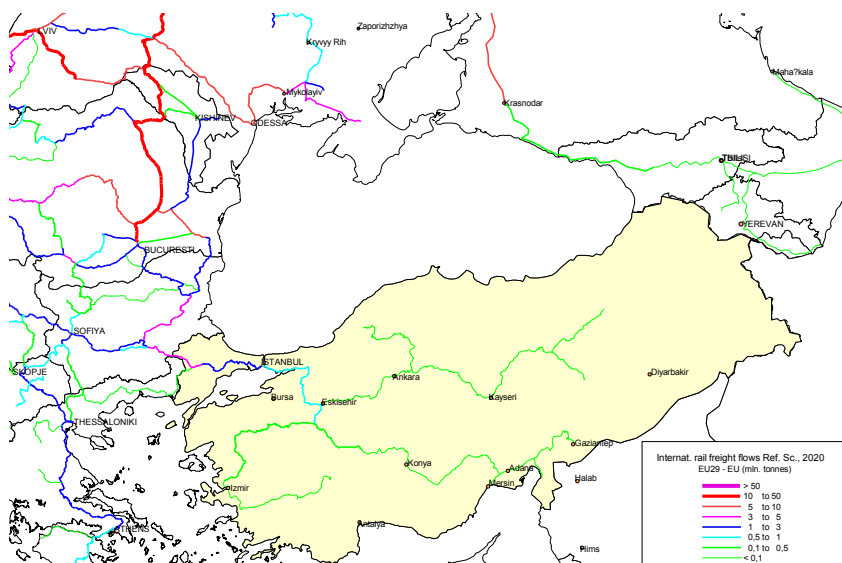 VIV
Zaporizhzhya
Kryvyy Rih
Maha?kala
Mykolayiv
Krasnodar
KISHINEV
ODESSA
YEREVAN
BUCURESTI
SOFIYA
ISTANBUL
SKOPJE
Ankara
Diyarbakir
Bursa
Eskisehir
Kayseri
THESSALONIKI
Gaziantep
Konya
Adana
Halab
Izmir
Mersin
Antalya
ATHENS
Hims
Internat. rail freight flows Ref. Sc., 2020
EU29 - EU (mln. tonnes)
> 50
10 to 50
5 to 10
3 to 5
1 to 3
0,5 to 1
0,1 to 0,5
< 0,1